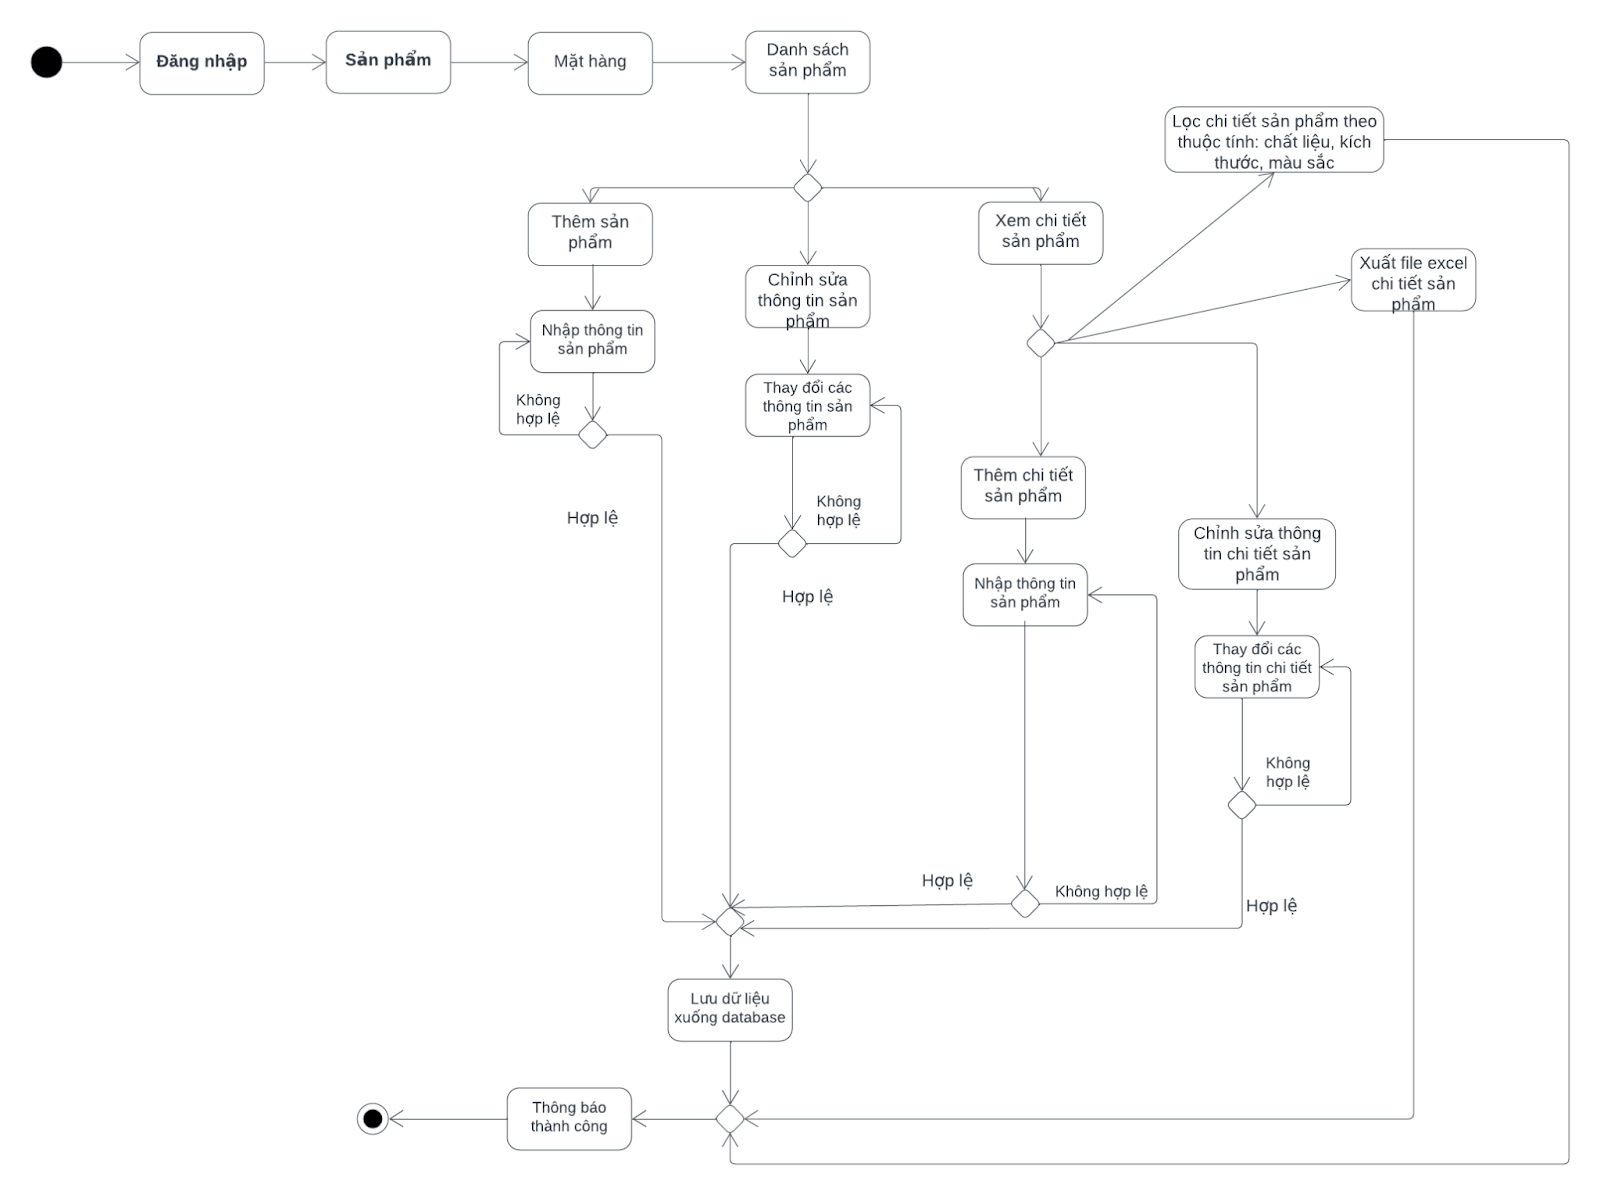 Đăng nhập
Sản phẩm
Mặt hàng
Danh sách
sản phẩm
Lọc chi tiết sản phẩm theo
thuộc tính: chất liệu, kích
thước, màu sắc
Thêm sản
phẩm
Xem chi tiết
sản phẩm
Chỉnh sửa
thông tin sản
phẩm
Xuất file excel
chi tiết sản
phẩm
Nhập thông tin
sản phẩm
Không
hợp lệ
Thay đổi các
thông tin sản
phẩm
Hợp lệ
Không
hợp lệ
Hợp lệ
Thêm chi tiết
sản phẩm
Chỉnh sửa thông
tin chi tiết sản
phẩm
Nhập thông tin
sản phẩm
Thay đổi các
thông tin chi tiết
sản phẩm
Không
hợp lệ
Hợp lệ
Không hợp lệ
Hợp lệ
Lưu dữ liệu
xuống database
Thông báo
thành công